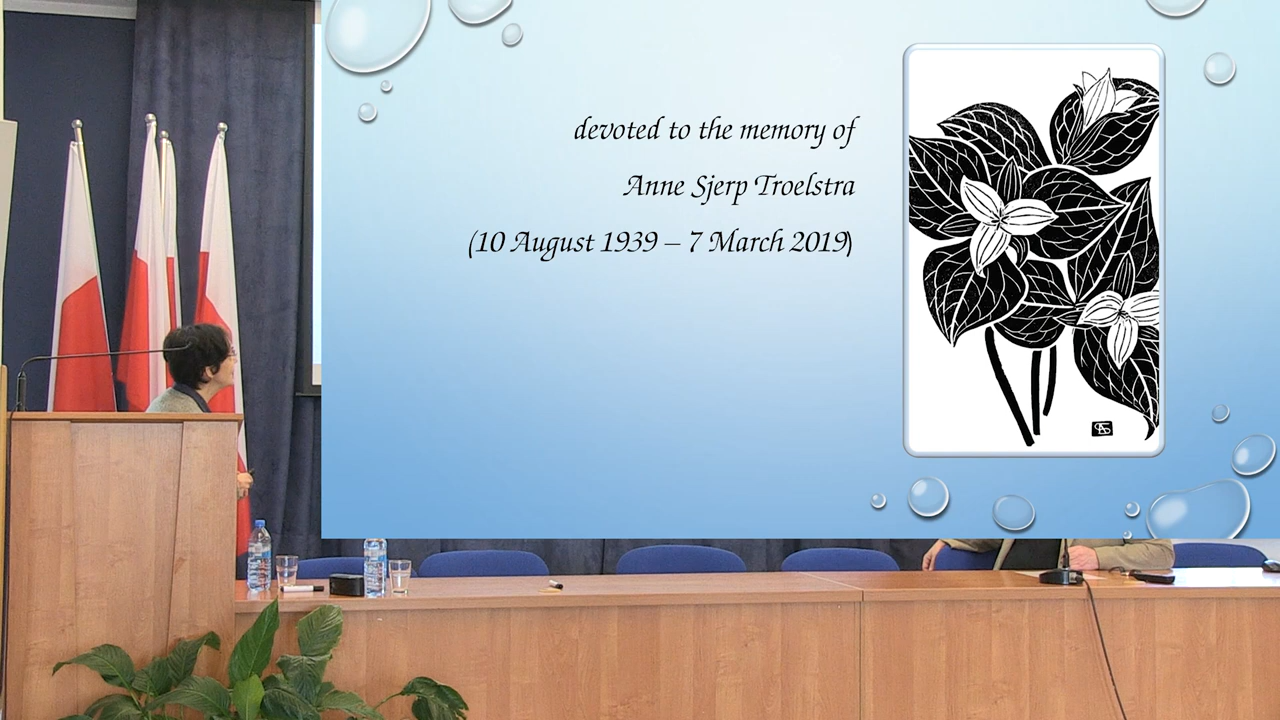 devoted to the memory of
Anne Sjerp Troelstra
(10 August 1939 – 7 March 2019)